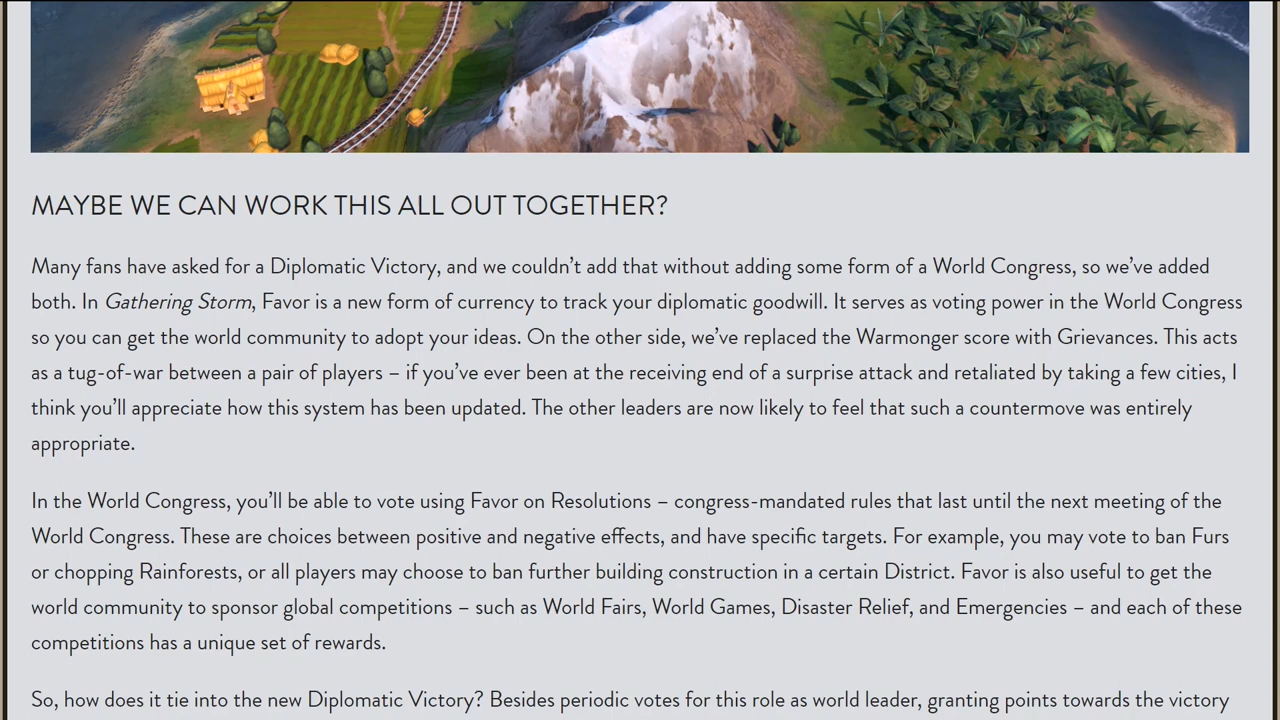 MAYBE WE CAN WORK THIS ALL OUT TOGETHER?
Many fans have asked for a Diplomatic Victory, and we couldn't add that without adding some form of a World Congress, so we've added
both. In Gathering Storm, Favor is a new form of currency to track your diplomatic goodwill. It serves as voting power in the World Congress
so you can get the world community to adopt your ideas. On the other side, we've replaced the Warmonger score with Grievances. This acts
as a tug-of-war between a pair of players – if you've ever been at the receiving end of a surprise attack and retaliated by taking a few cities, I
think you'll appreciate how this system has been updated. The other leaders are now likely to feel that such a countermove was entirely
appropriate.
In the World Congress, you'll be able to vote using Favor on Resolutions – congress-mandated rules that last until the next meeting of the
World Congress. These are choices between positive and negative effects, and have specific targets. For example, you may vote to ban Furs
or chopping Rainforests, or all players may choose to ban further building construction in a certain District. Favor is also useful to get the
world community to sponsor global competitions – such as World Fairs, World Games, Disaster Relief, and Emergencies – and each of these
competitions has a unique set of rewards.
So, how does it tie into the new Diplomatic Victory? Besides periodic votes for this role as world leader, granting points towards the victory